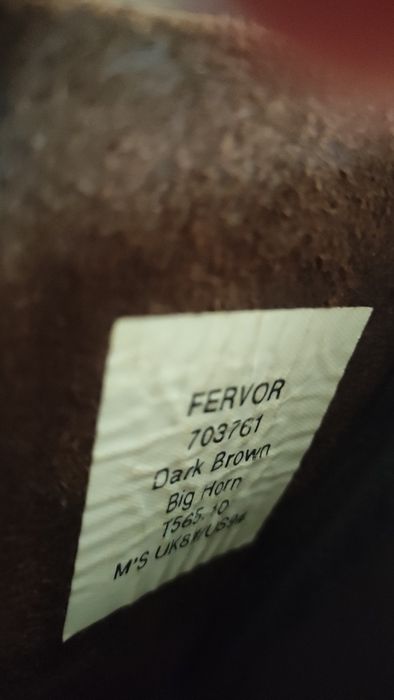 FERVOR
703761
Dark Brown
Big Horn
T565.10
M'S